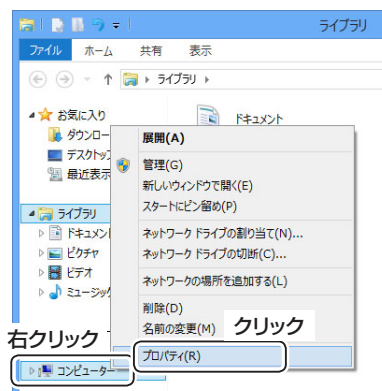 ライブラリ
ファイル ホーム 共有 表示
ライブラリ
お気に入り
ドキュメント
ダウンロー
デスクトップ
最近表示
展開(A)
管理(G)
新しいウィンドウで開く(E)
スタートにピン留め(P)
ネットワーク ドライブの割り当て(N)...
ネットワーク ドライブの切断(C)...
ネットワークの場所を追加する(L)
削除(D)
名前の変更(M)
プロパティ(R)
ライブラリ
ドキュメン
ピクチャ
ビデオ
ミュージッ
右クリック
クリック
コンピューター